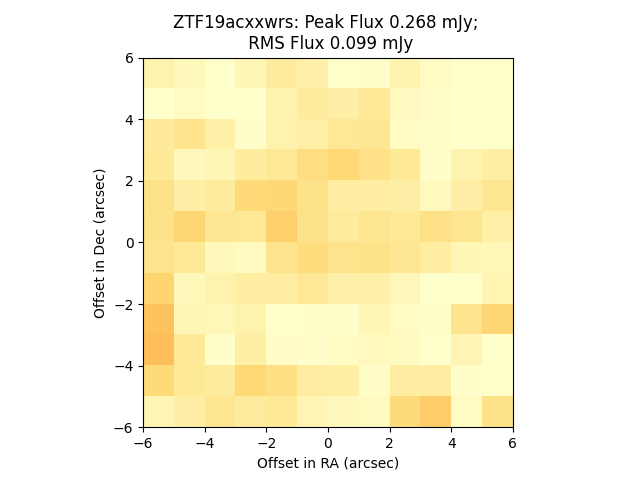 ZTF19acxxwrs: Peak Flux 0.268 mJy;
RMS Flux 0.099 mJy
6
4
2
0
−2
−4
−6
Offset in Dec (arcsec)
−6 −4 −2 0 2 4 6
Offset in RA (arcsec)